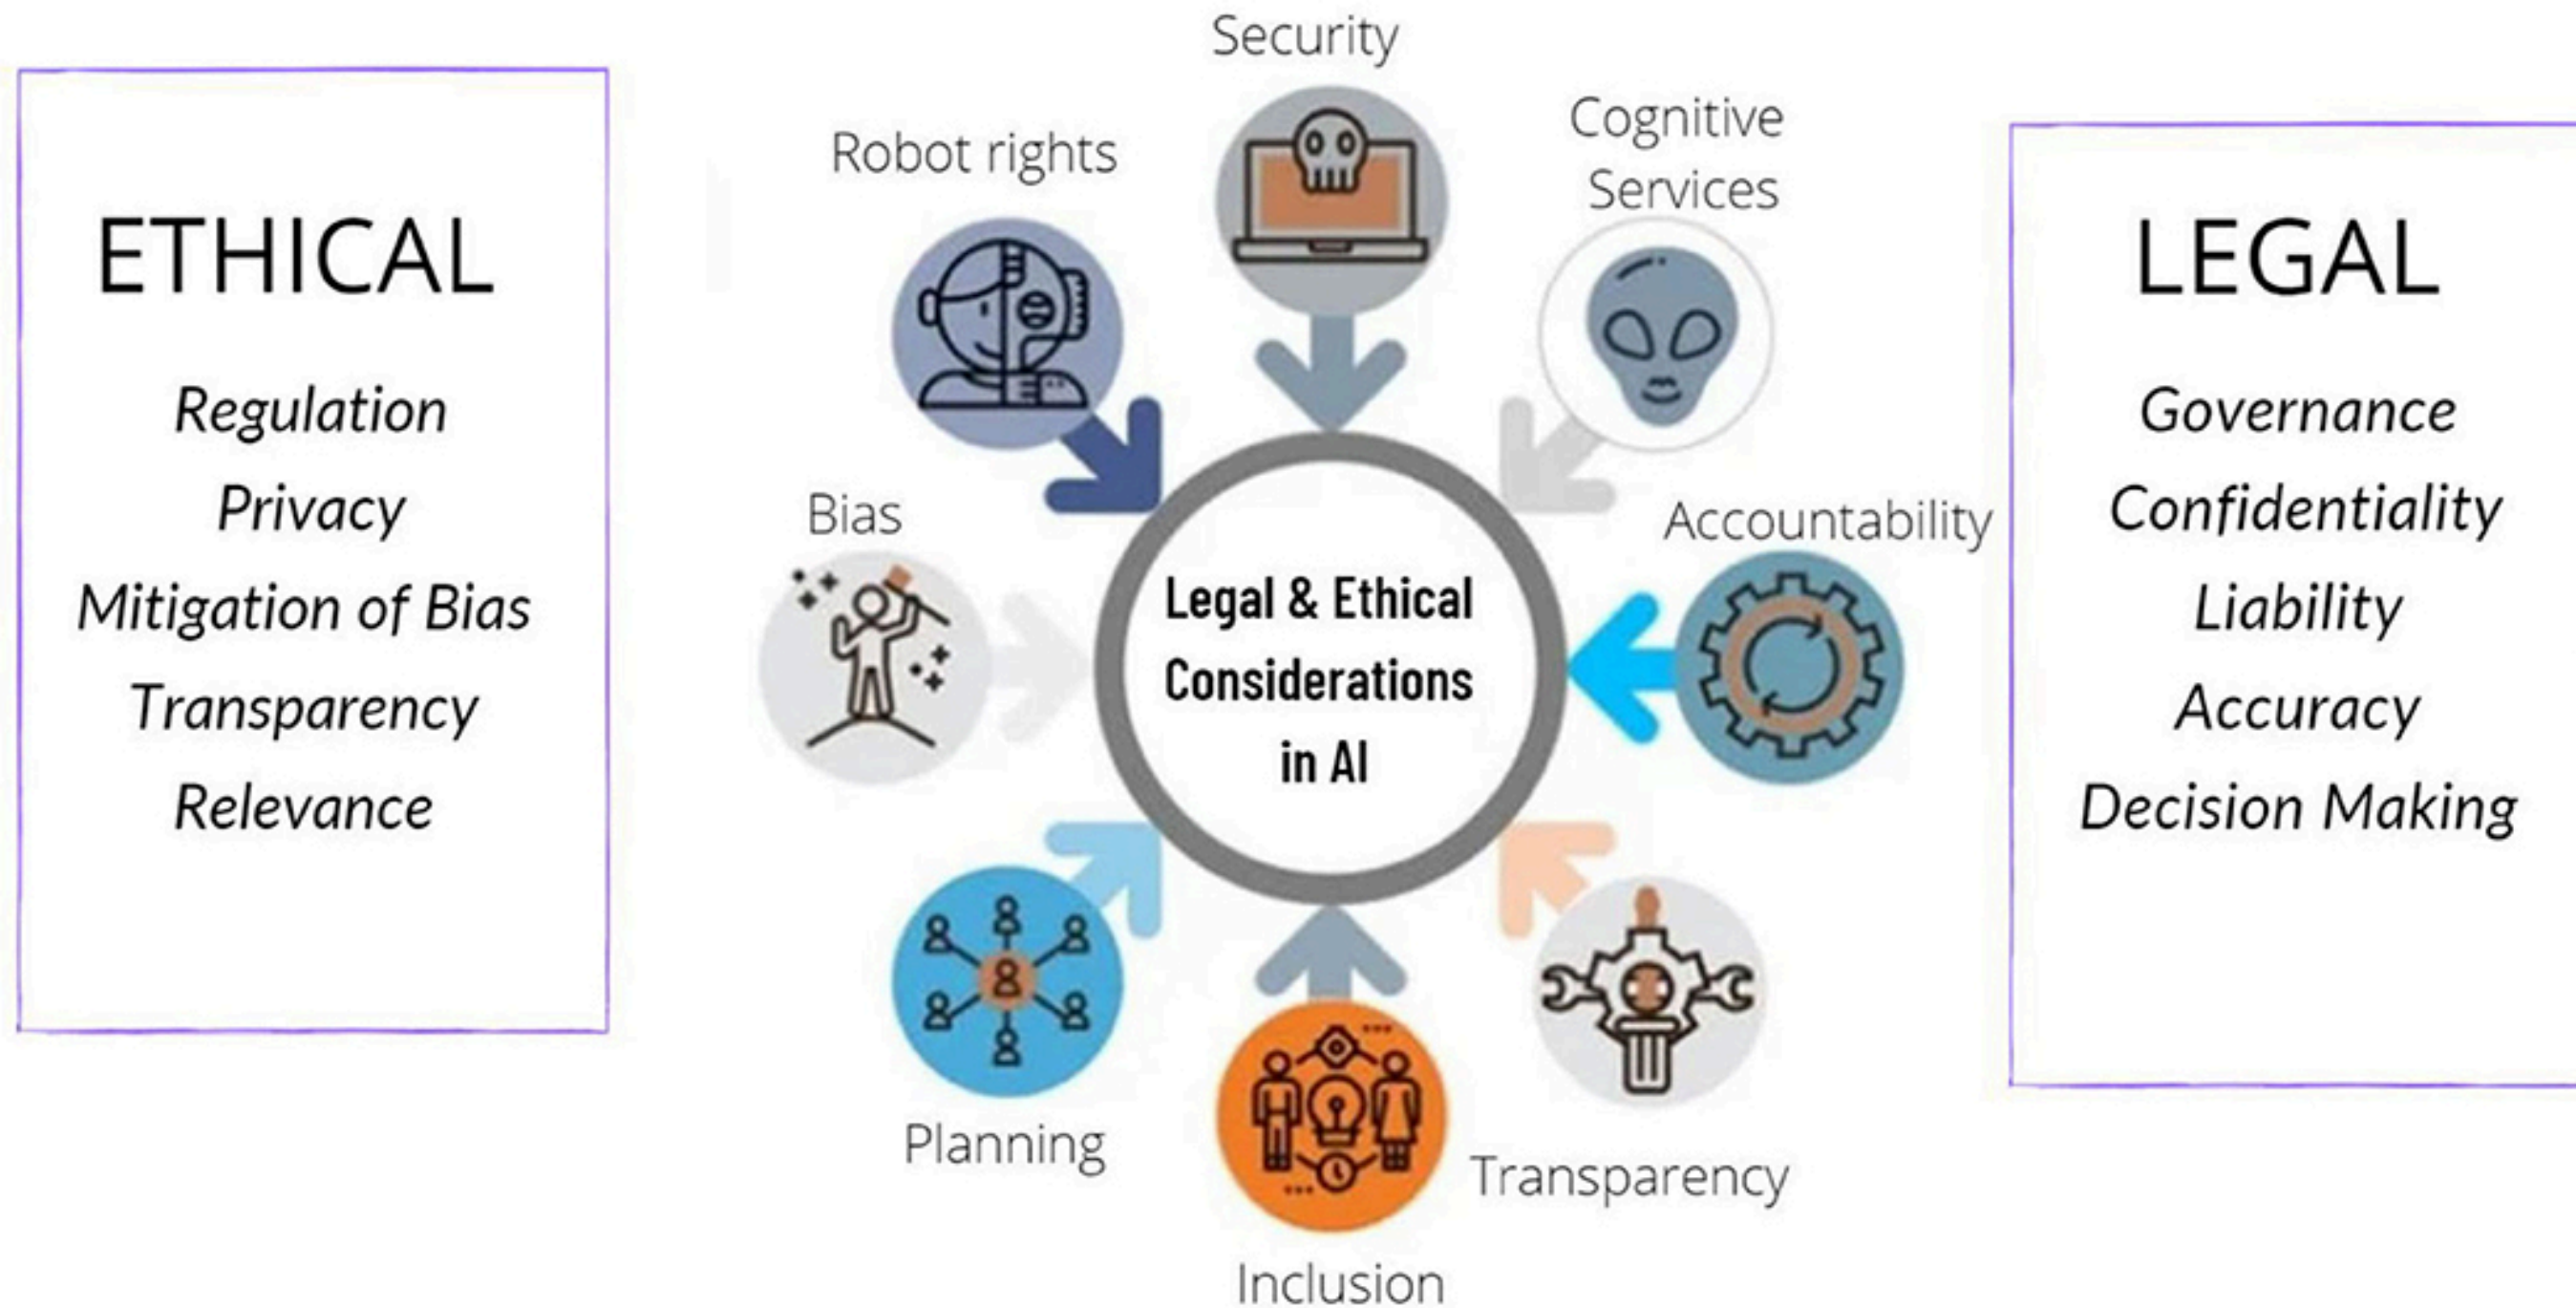 ETHICAL
Regulation
Privacy
Mitigation of Bias
Transparency
Relevance
Security
Robot rights
Cognitive
Services
Bias
Accountability
Legal & Ethical
Considerations
in AI
Planning
Transparency
Inclusion
LEGAL
Governance
Confidentiality
Liability
Accuracy
Decision Making